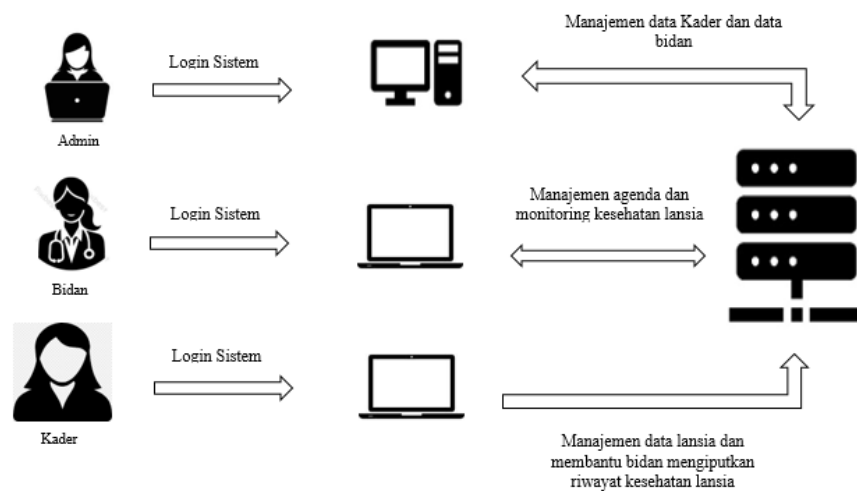 Manajemen data Kader dan data
bidan
Login Sistem
Admin
Manajemen agenda dan
monitoring kesehatan lansia
Login Sistem
Bidan
Login Sistem
Kader
Manajemen data lansia dan
membantu bidan mengiputkan
riwayat kesehatan lansia